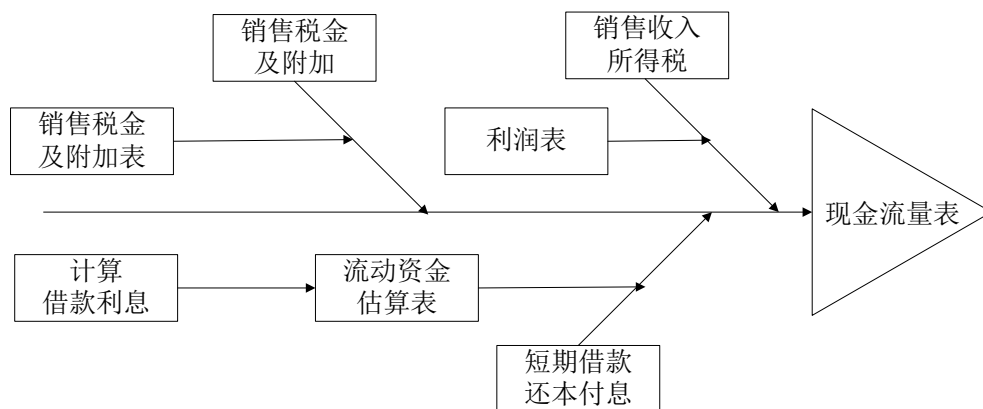 销售税金
及附加
销售收入
所得税
销售税金
及附加表
利润表
现金流量表
计算
借款利息
流动资金
估算表
短期借款
还本付息